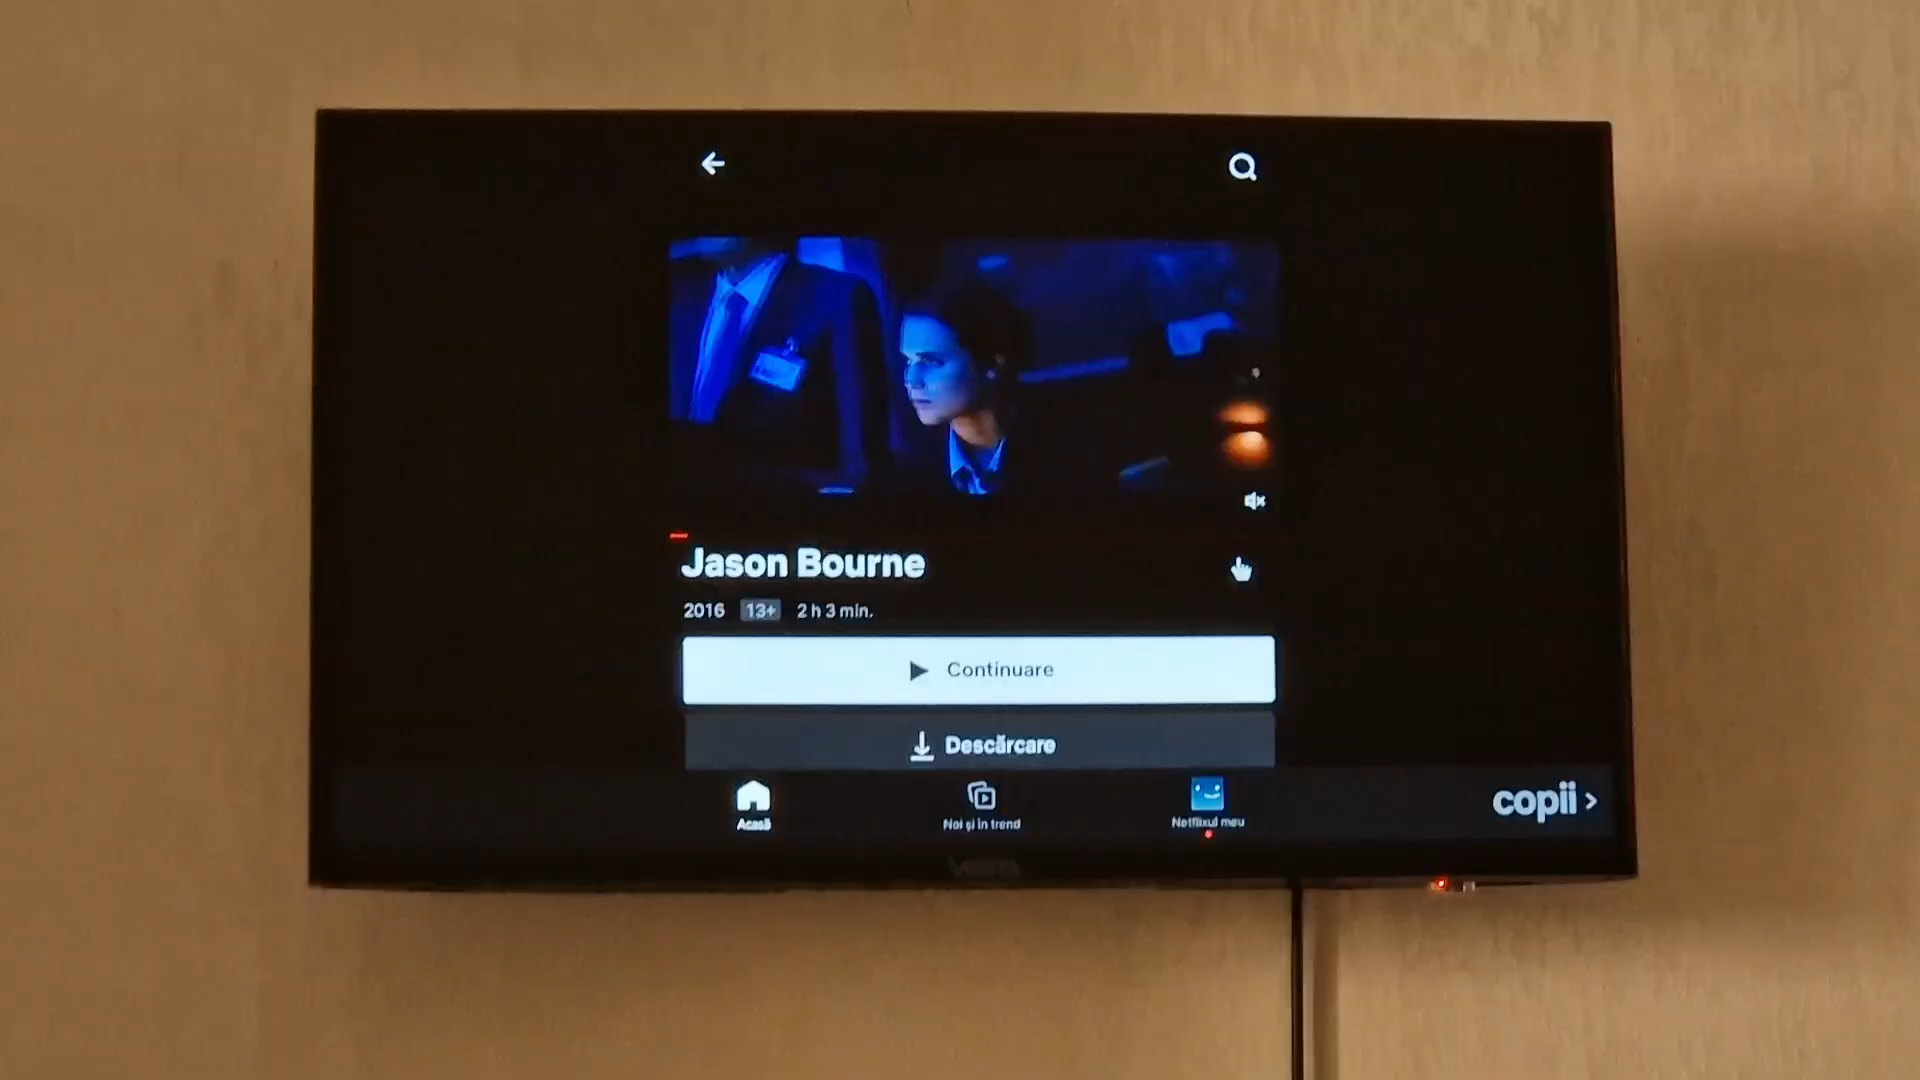 Jason Bourne
2016 13+ 2 h 3 min.
Continuare
Descărcare
Acasă
Noi și în trend
Netflixul meu
copii >